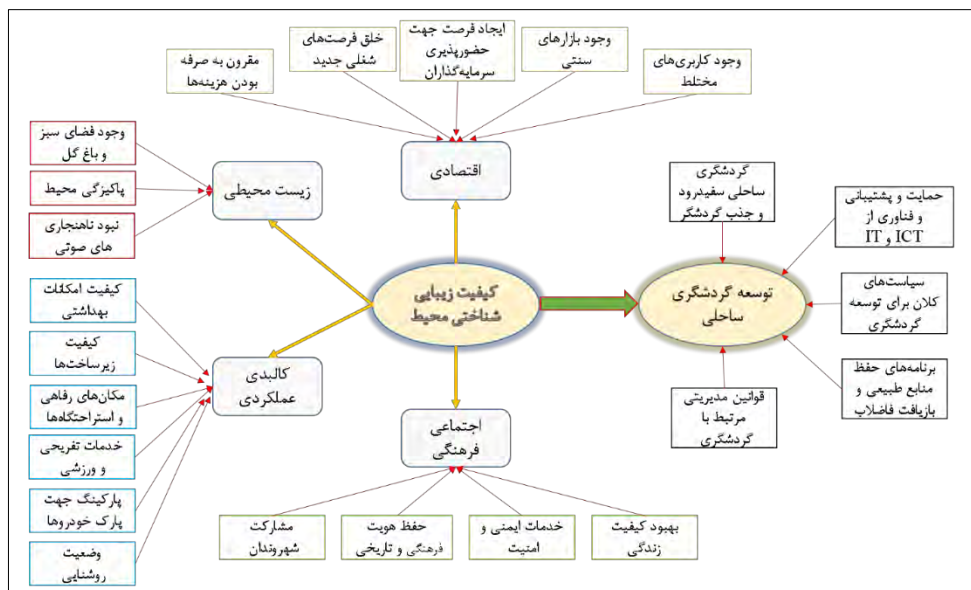 ایجاد فرصت جهت
حضورپذیری
سرمایه‌گذاران
وجود کاربری‌های
مختلط
وجود بازارهای
سنتی
خلق فرصت‌های
شغلی جدید
مقرون به صرفه
بودن هزینه‌ها
اقتصادی
وجود فضای سبز
و باغ گل
پاکیزگی محیط
نبود ناهنجاری
های صوتی
زیست محیطی
گردشگری
ساحلی سفیدرود
و جذب گردشگر
حمایت و پشتیبانی
و فناوری از
IT و ICT
سیاست‌های
کلان برای توسعه
گردشگری
برنامه‌های حفظ
منابع طبیعی و
بازیافت فاضلاب
قوانین مدیریتی
مرتبط با
گردشگری
توسعه گردشگری
ساحلی
کیفیت زیبایی
شناختی محیط
کیفیت امکانات
بهداشتی
کیفیت
زیرساخت‌ها
مکان‌های رفاهی
و استراحتگاه‌ها
خدمات تفریحی
و ورزشی
پارکینگ جهت
پارک خودروها
وضعیت
روشنایی
کالبدی
عملکردی
اجتماعی
فرهنگی
بهبود کیفیت
زندگی
خدمات ایمنی و
امنیت
حفظ هویت
فرهنگی و تاریخی
مشارکت
شهروندان